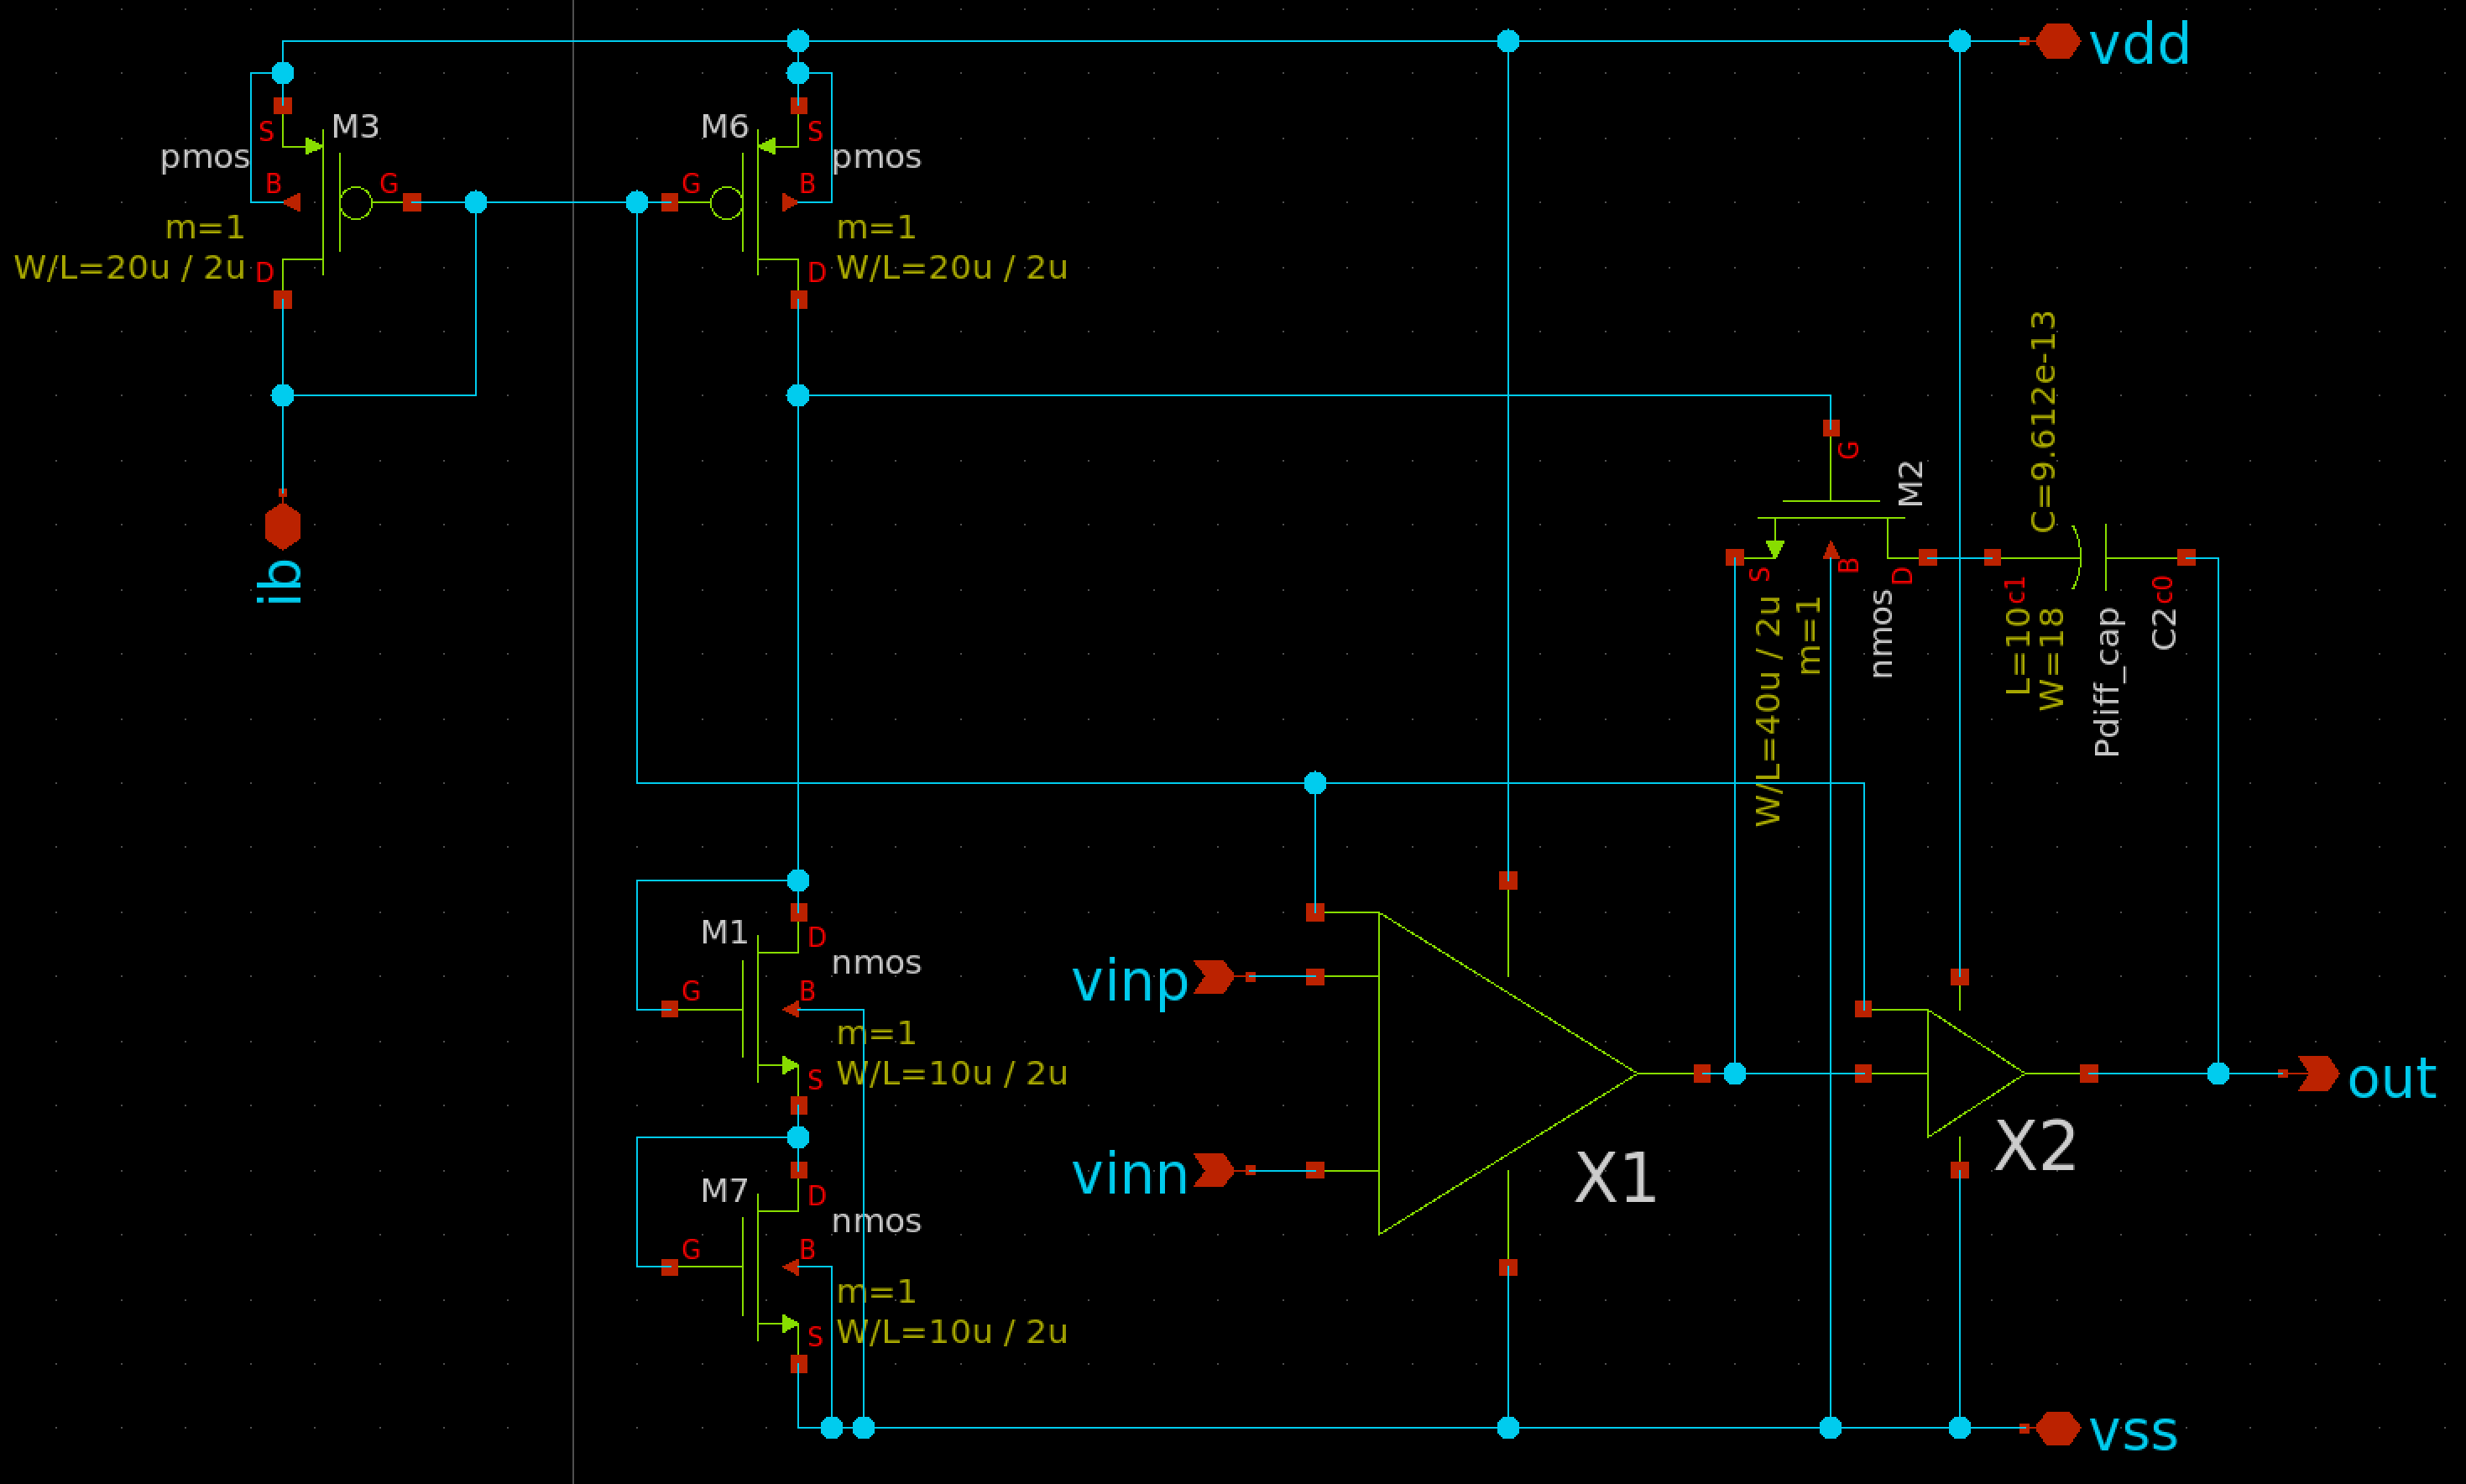 vdd
S
M3
pmos
B
G
m=1
W/L=20u / 2u
D
M6
S
pmos
G
B
m=1
D
W/L=20u / 2u
ib
G
M2
S
B
D
W/L=40u / 2u
m=1
nmos
C=9.612e-13
c1
L=10
W=18
Pdiff_cap
c0
C2
M1
D
nmos
G
B
m=1
S
W/L=10u / 2u
M7
D
nmos
G
B
m=1
S
W/L=10u / 2u
vinp
vinn
X1
X2
out
vss